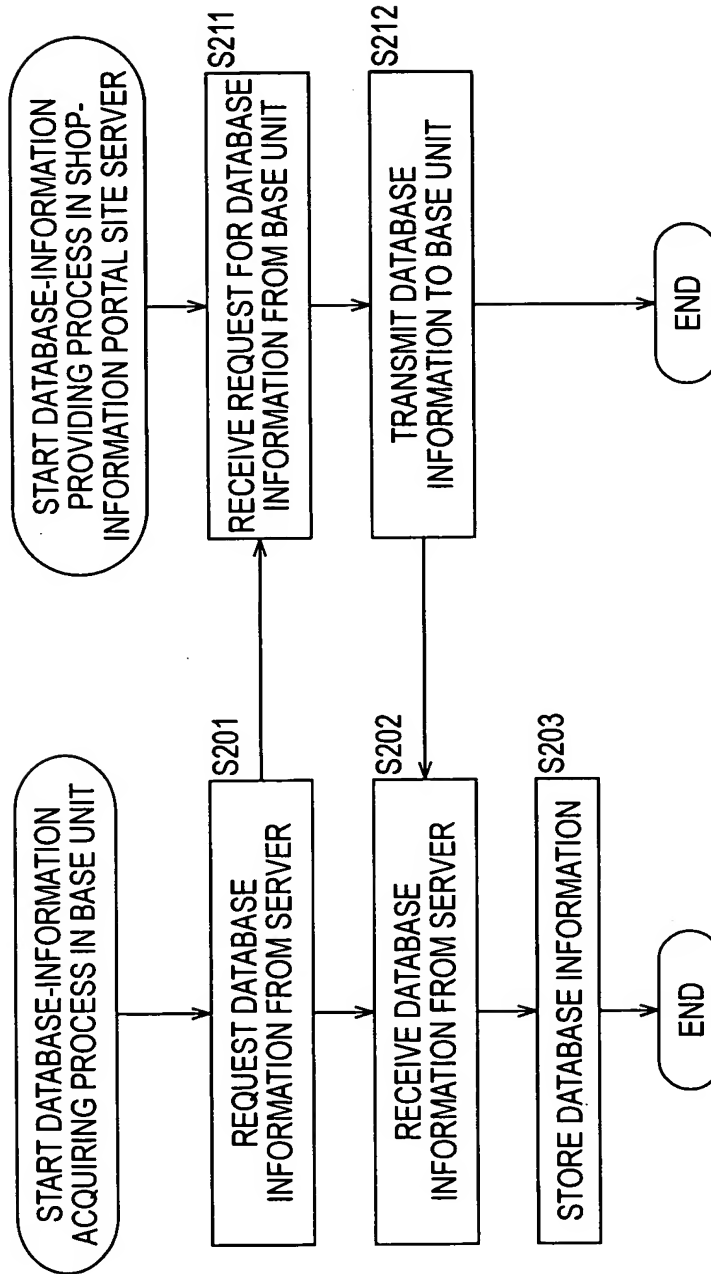 START DATABASE-INFORMATION
ACQUIRING PROCESS IN BASE UNIT
S201
REQUEST DATABASE
INFORMATION FROM SERVER
S202
RECEIVE DATABASE
INFORMATION FROM SERVER
S203
STORE DATABASE INFORMATION
END
START DATABASE-INFORMATION
PROVIDING PROCESS IN SHOP-
INFORMATION PORTAL SITE SERVER
S211
RECEIVE REQUEST FOR DATABASE
INFORMATION FROM BASE UNIT
S212
TRANSMIT DATABASE
INFORMATION TO BASE UNIT
END